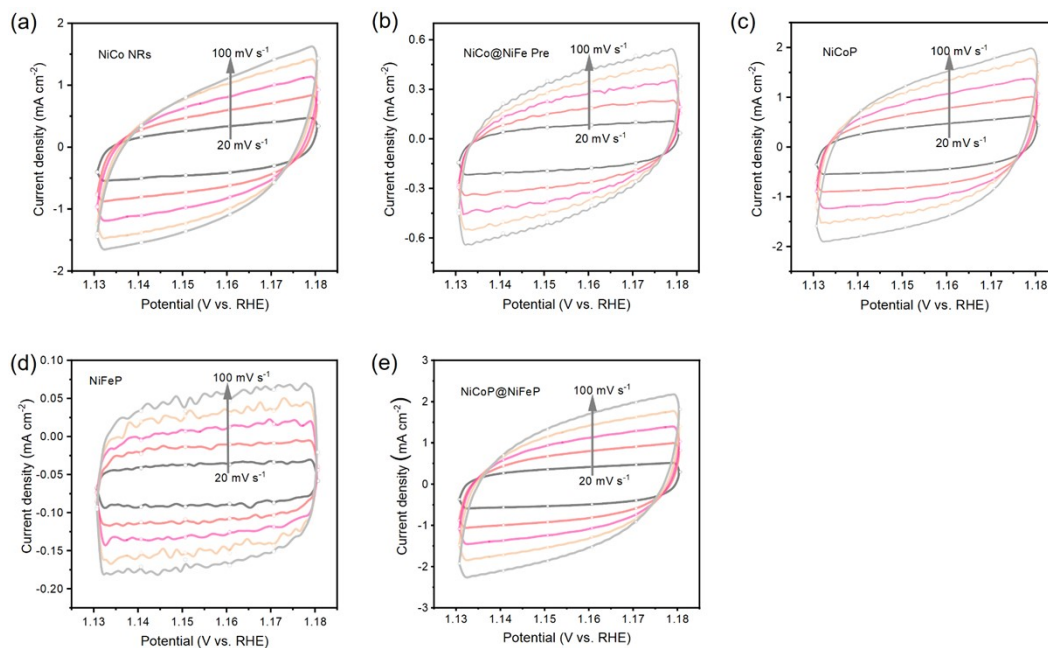 (a)
NiCo NRs
100 mV s⁻¹
20 mV s⁻¹
2
1
0
-1
-2
Current density (mA cm⁻²)
1.13 1.14 1.15 1.16 1.17 1.18
Potential (V vs. RHE)
(b)
NiCo@NiFe Pre
100 mV s⁻¹
20 mV s⁻¹
0.6
0.3
0.0
-0.3
-0.6
Current density (mA cm⁻²)
1.13 1.14 1.15 1.16 1.17 1.18
Potential (V vs. RHE)
(c)
NiCoP
100 mV s⁻¹
20 mV s⁻¹
2
1
0
-1
-2
Current density (mA cm⁻²)
1.13 1.14 1.15 1.16 1.17 1.18
Potential (V vs. RHE)
(d)
NiFeP
100 mV s⁻¹
20 mV s⁻¹
0.10
0.05
0.00
-0.05
-0.10
-0.15
-0.20
Current density (mA cm⁻²)
1.13 1.14 1.15 1.16 1.17 1.18
Potential (V vs. RHE)
(e)
NiCoP@NiFeP
100 mV s⁻¹
20 mV s⁻¹
3
2
1
0
-1
-2
-3
Current density (mA cm⁻²)
1.13 1.14 1.15 1.16 1.17 1.18
Potential (V vs. RHE)